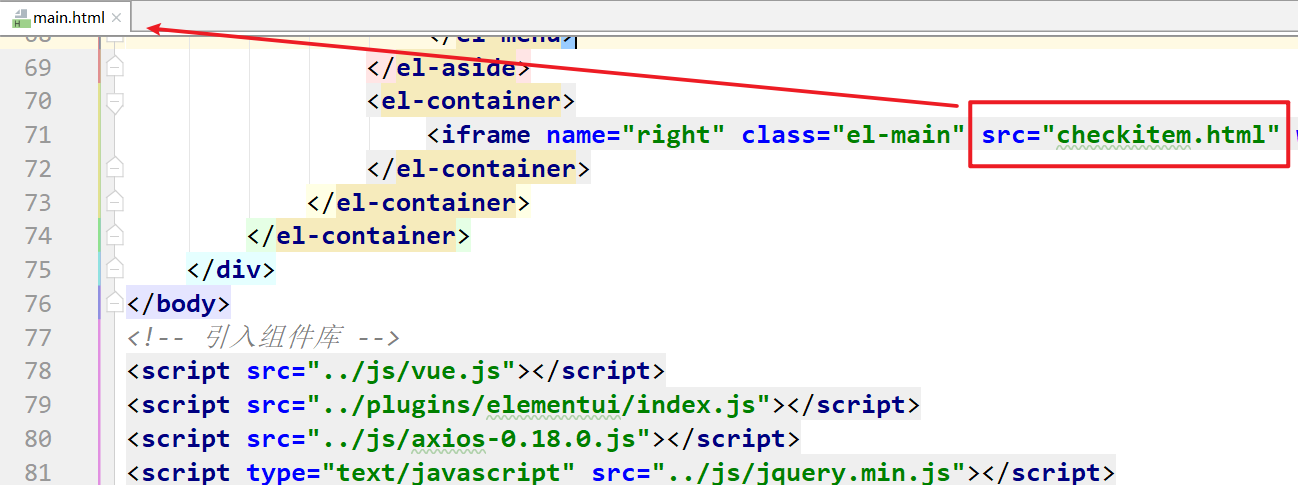 main.html
H
68 </el-menu>
69 </el-aside>
70 <el-container>
71 <iframe name="right" class="el-main" src="checkitem.html"
72 </el-container>
73 </el-container>
74 </el-container>
75 </div>
76 </body>
77 <!-- 引入组件库 -->
78 <script src="../js/vue.js"></script>
79 <script src="../plugins/elementui/index.js"></script>
80 <script src="../js/axios-0.18.0.js"></script>
81 <script type="text/javascript" src="../js/jquery.min.js"></script>